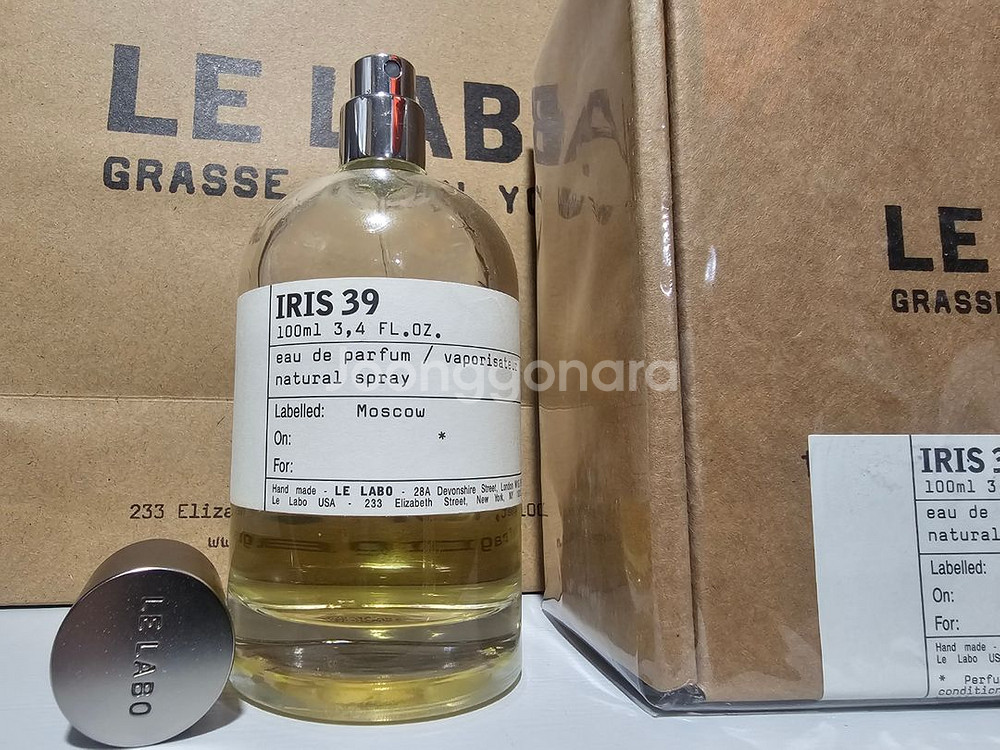 LE LABO
GRASSE
IRIS 39
100ml 3,4 FL.OZ.
eau de parfum / vaporisateur
natural spray
Labelled: Moscow
On: *
For:
Hand made - LE LABO - 28A Devonshire Street, London
Le Labo USA - 233 Elizabeth Street, New York, NY
Joonggonara
233 Eliza
LE LABO
LE
GRASSE
IRIS 3
100ml 3
eau de
natural
Labelled:
On:
For:
Hand made -
Le Labo US
* Perfu
condition